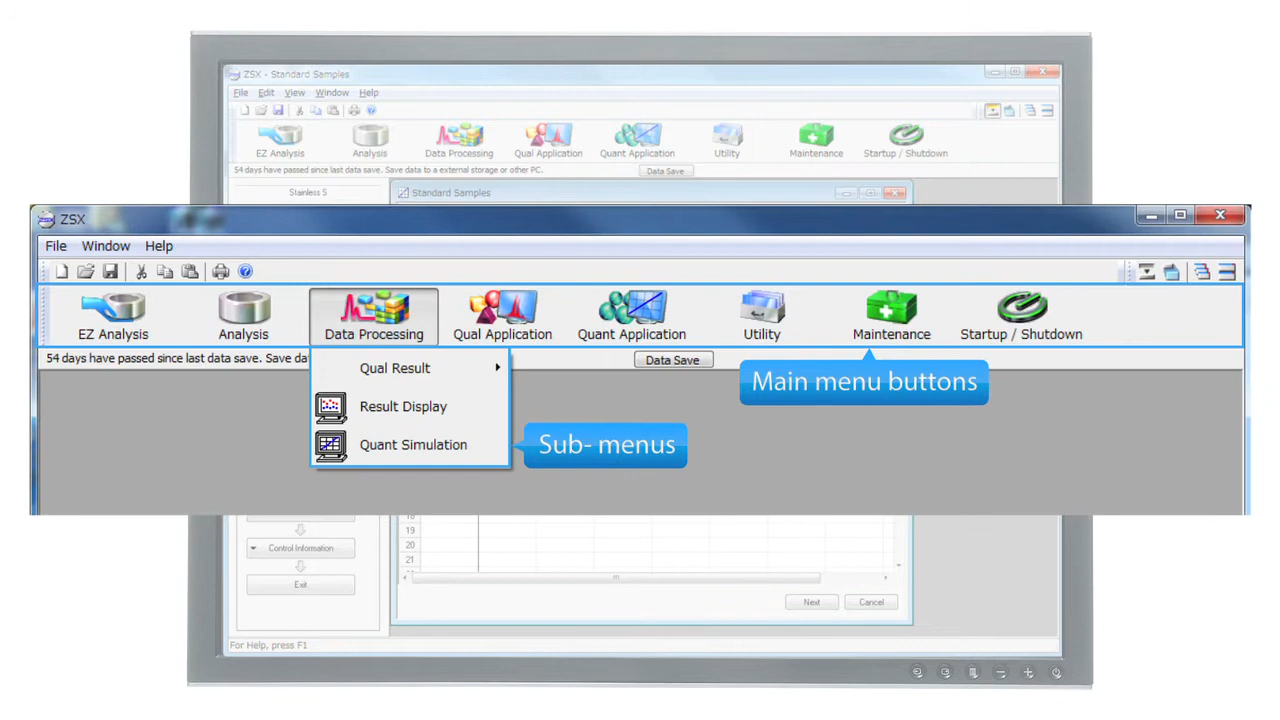 ZSX - Standard Samples
File Edit View Window Help
EZ Analysis Analysis Data Processing Qual Application Quant Application Utility Maintenance Startup / Shutdown
54 days have passed since last data save. Save data to a external storage or other PC. Data Save
Stainless S
Standard Samples
ZSX
File Window Help
EZ Analysis Analysis Data Processing Qual Application Quant Application Utility Maintenance Startup / Shutdown
54 days have passed since last data save. Save da
Data Save
Qual Result
Main menu buttons
Result Display
Quant Simulation
Sub- menus
19
20
21
Control Information
Exit
Next Cancel
For Help, press F1